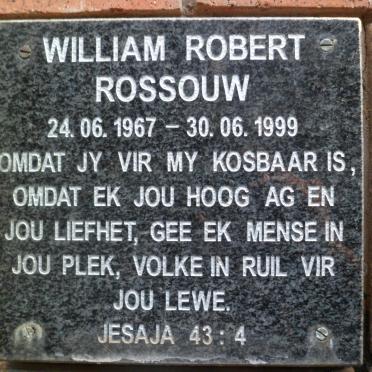 WILLIAM ROBERT
ROSSOUW
24.06.1967 – 30.06.1999
OMDAT JY VIR MY KOSBAAR IS,
OMDAT EK JOU HOOG AG EN
JOU LIEFHET, GEE EK MENSE IN
JOU PLEK, VOLKE IN RUIL VIR
JOU LEWE.
JESAJA 43:4